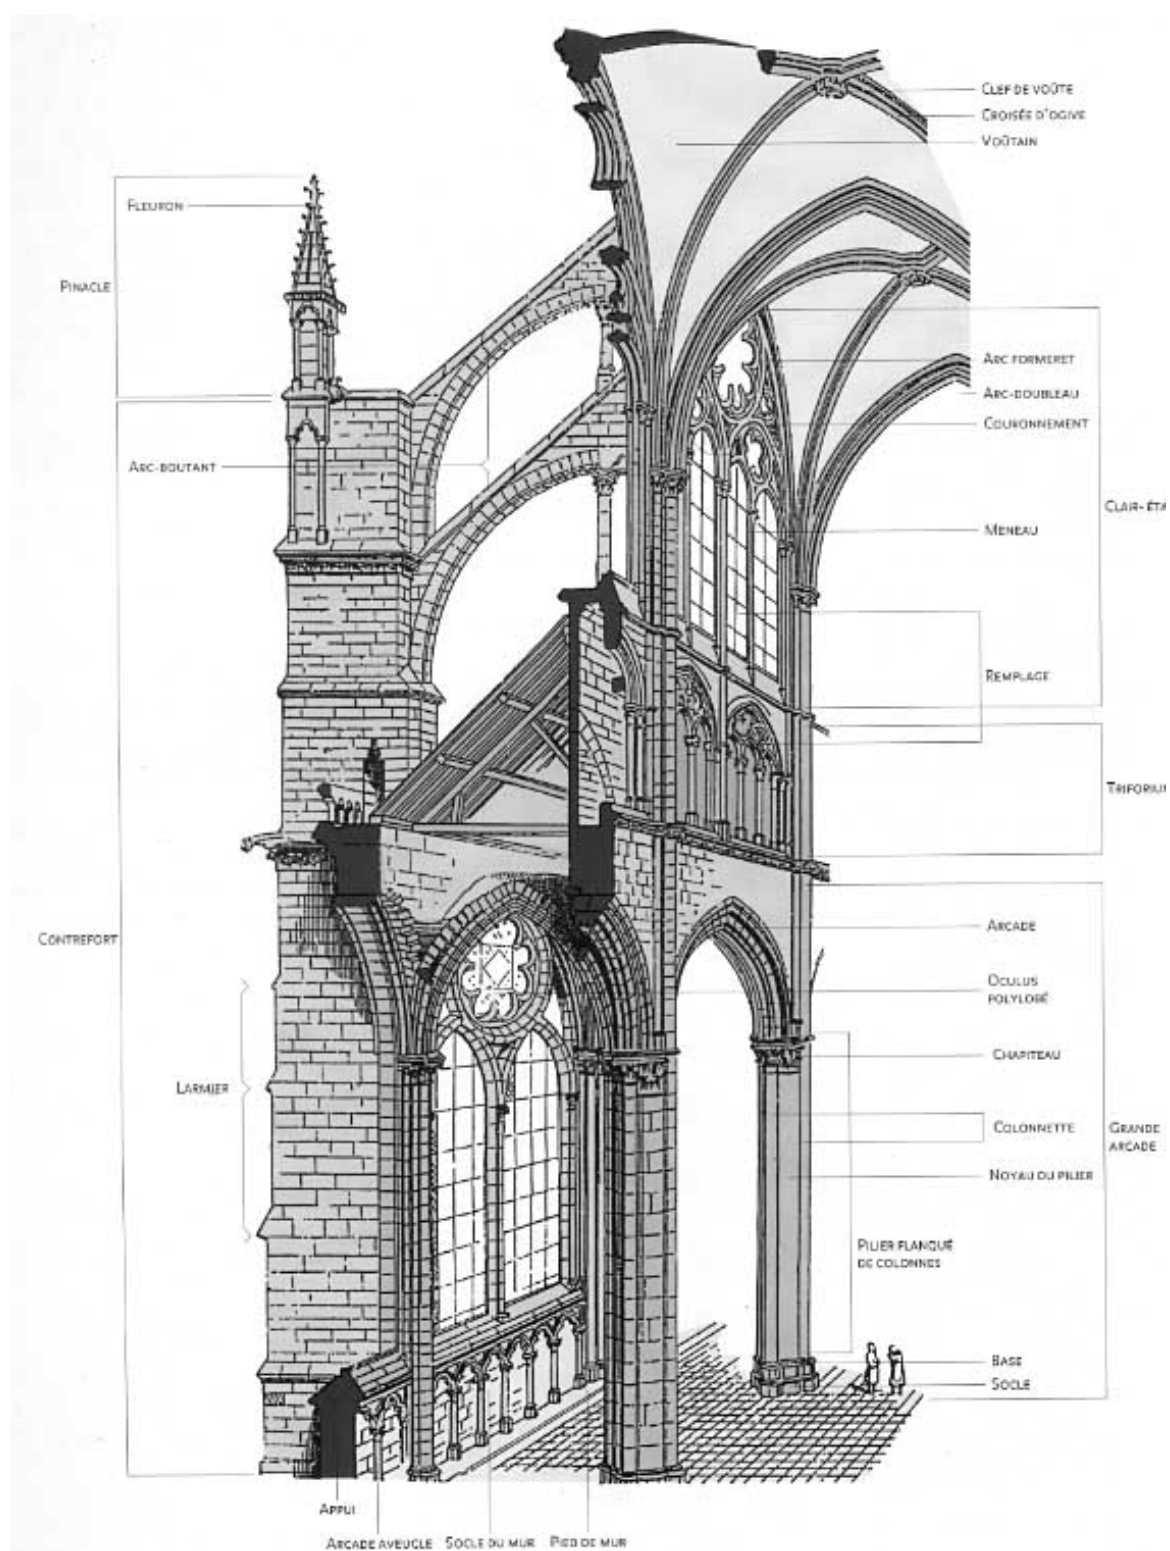 CLEF DE VOÛTE
CROISÉE D'OGIVE
VOÛTAIN
FLEURON
PINACLE
ARC FORMERET
ARC-DOUBLEAU
COURONNEMENT
ARC-BOUTANT
CLAIR-ÉTA
MENEAU
REMPLAGE
TRIFORIUM
ARCADE
CONTREFORT
OCULUS
POLYLOBÉ
CHAPITEAU
LARMIER
COLONNETTE
GRANDE
ARCADE
NOYAU DU PILIER
PILIER FLANQUÉ
DE COLONNES
BASE
SOCLE
APPUI
ARCADE AVEUGLE
SOCLE DU MUR
PIED DE MUR